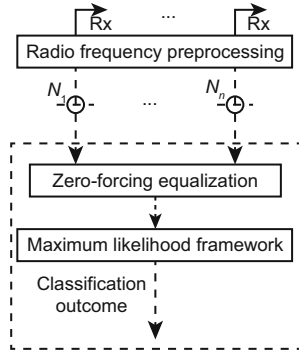 Rx ... Rx
Radio frequency preprocessing
N1 ... Nn
Zero-forcing equalization
Maximum likelihood framework
Classification
outcome